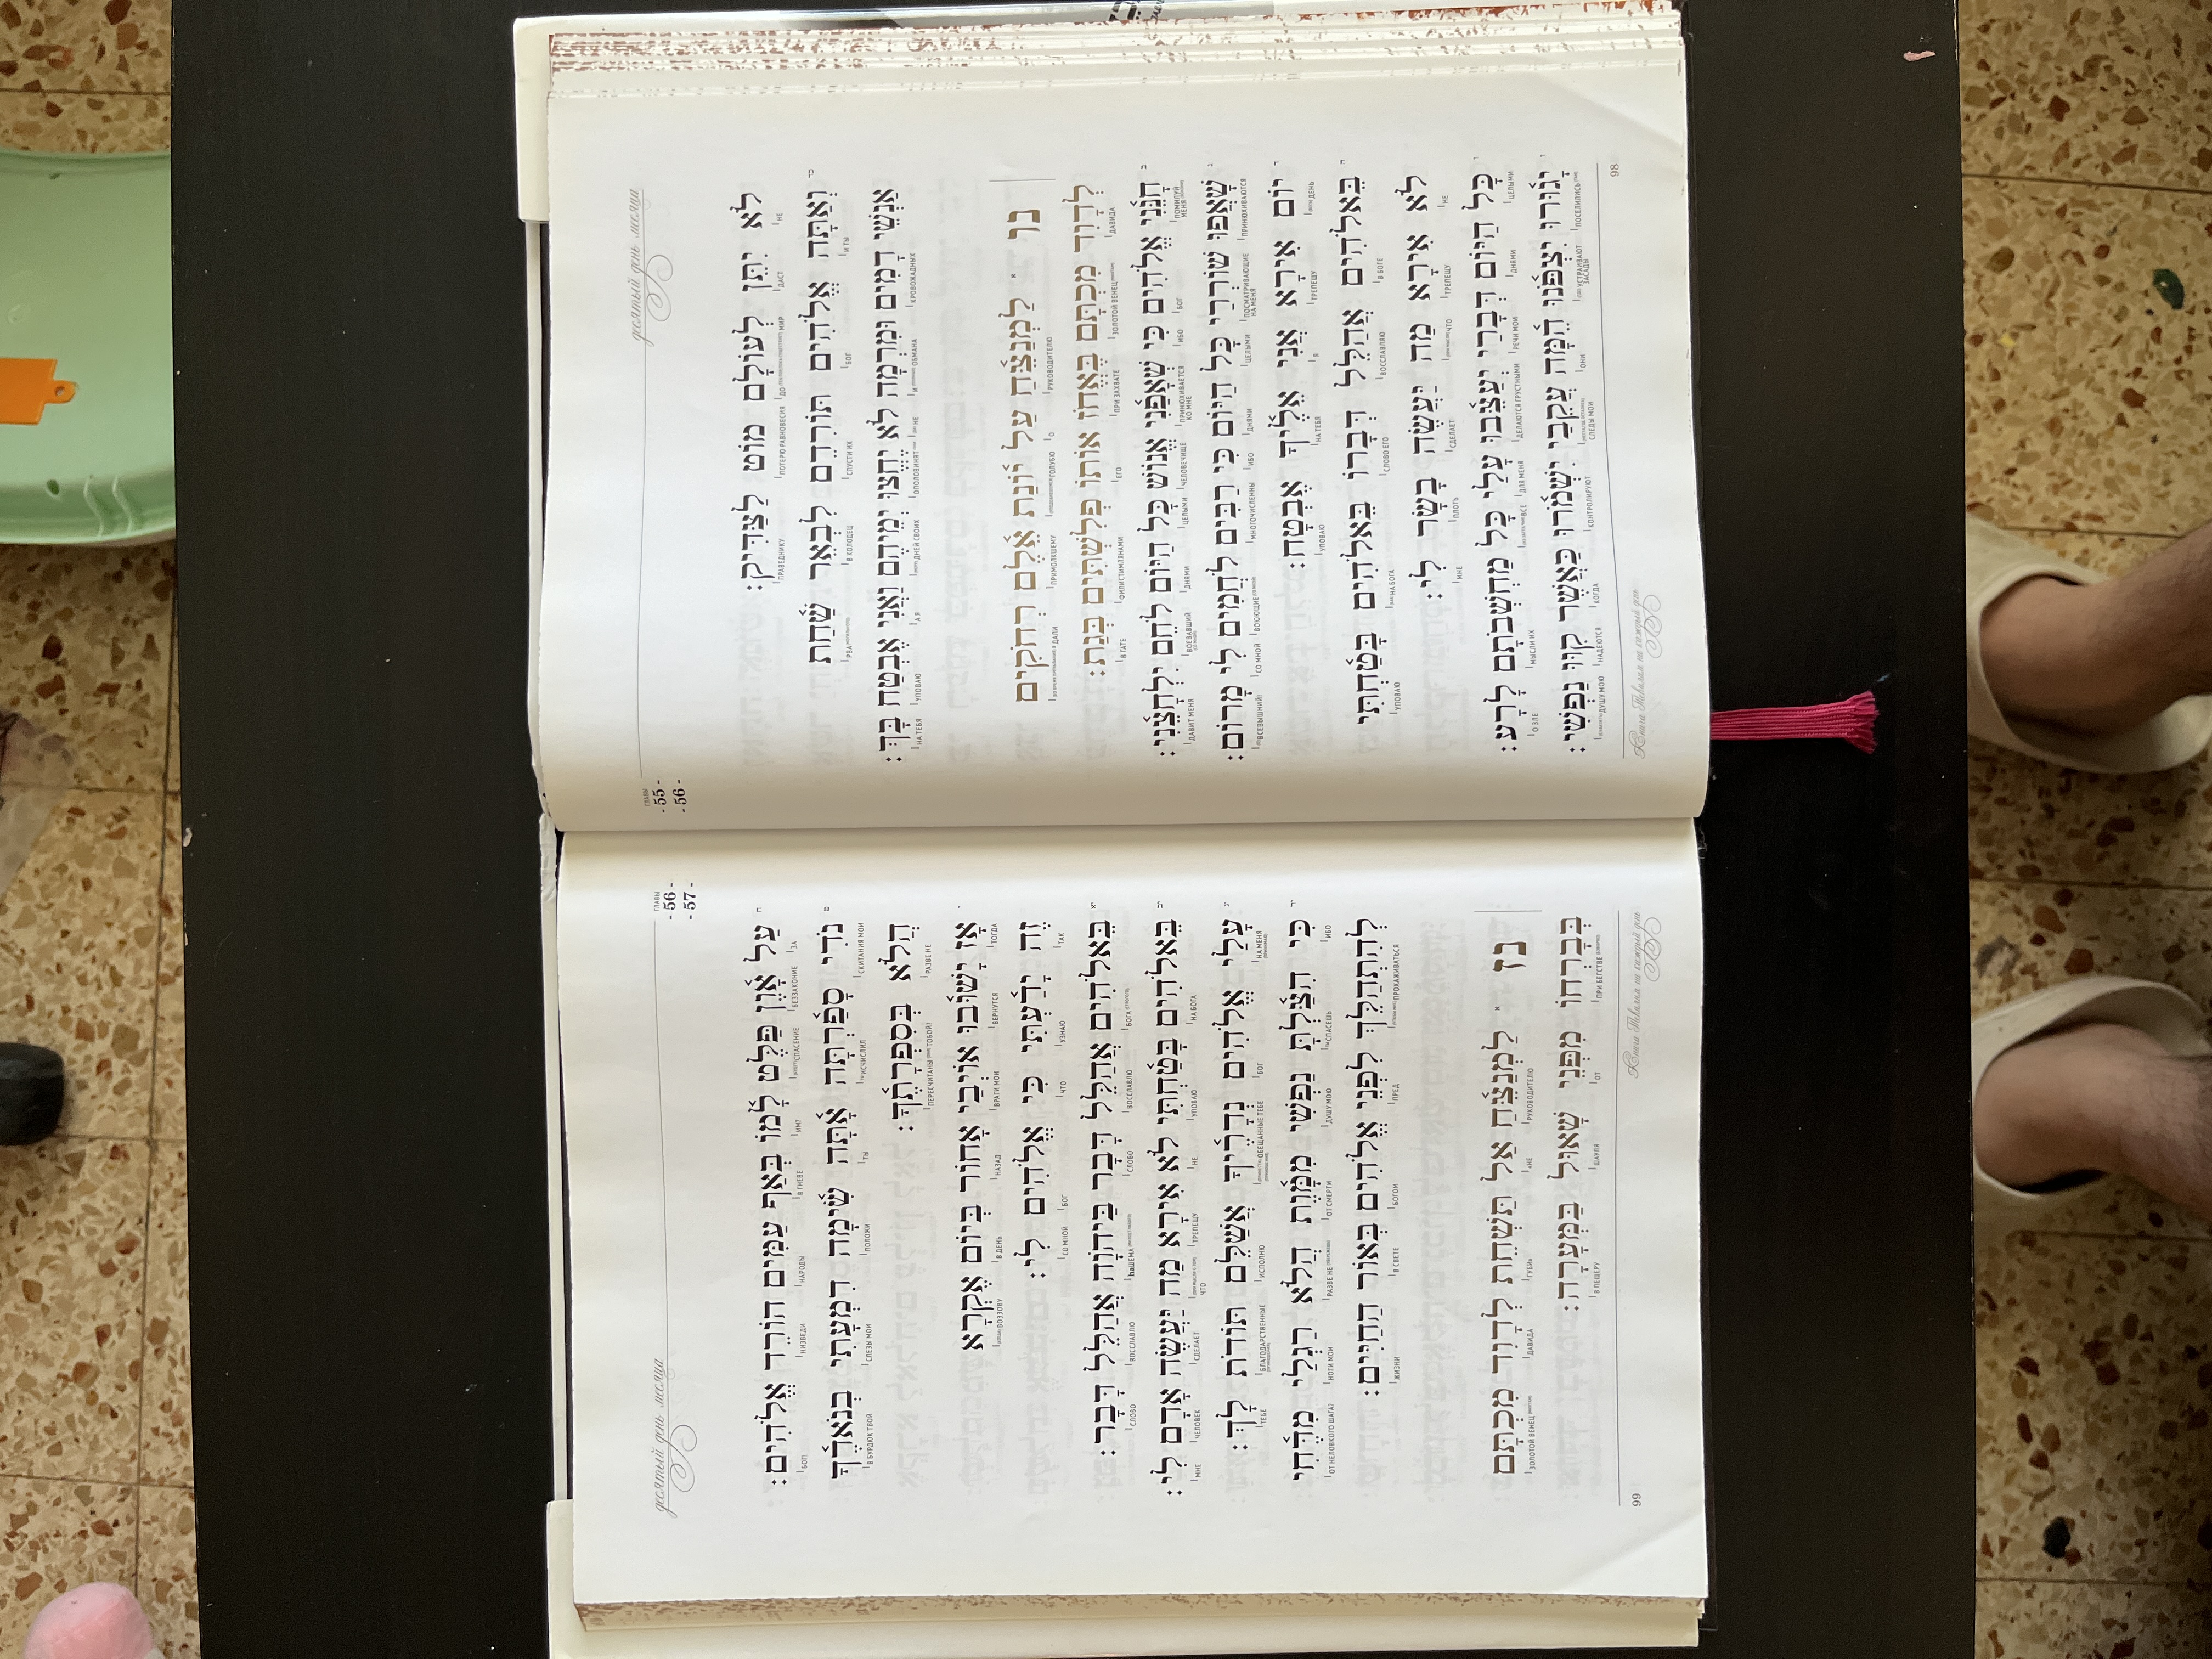 десятый день месяца
ГЛАВЫ
- 55 -
- 56 -
לֹא יִתֵּן לְעוֹלָם מוֹט לַצַּדִּיק:
НЕ ДАСТ ДО МИР ПОТЕРЮ РАВНОВЕСИЯ ПРАВЕДНИКУ
כד וְאַתָּה אֱלֹהִים תּוֹרִדֵם לִבְאֵר שַׁ֫חַת
И ТЫ БОГ СПУСТИ ИХ В КОЛОДЕЦ РВА
אַנְשֵׁי דָמִים וּמִרְמָה לֹא יֶחֱצוּ יְמֵיהֶם וַאֲנִי אֶבְטַח בָּךְ:
КРОВОЖАДНЫХ И ОБМАНА НЕ ОПОЛОВИНЯТ ДНЕЙ СВОИХ А Я УПОВАЮ НА ТЕБЯ
נו א לַמְנַצֵּ֫חַ עַל י֫וֹנַת אֵ֫לֶם רְחֹקִים
РУКОВОДИТЕЛЮ О ГОЛУБЮ ПРИМОЛКШЕМУ ДАЛИ
לְדָוִד מִכְתָּם בֶּאֱחֹז אוֹתוֹ פְלִשְׁתִּים בְּגַת:
ДАВИДА ЗОЛОТОЙ ВЕНЕЦ ПРИ ЗАХВАТЕ ЕГО ФИЛИСТИМЛЯНАМИ В ГАТЕ
ב חָנֵּ֫נִי אֱלֹהִים כִּי שְׁאָפַ֫נִי אֱנוֹשׁ כָּל הַיּוֹם לֹחֵם יִלְחָצֵ֫נִי:
ПОМИЛУЙ МЕНЯ БОГ ИБО ПРИНЮХИВАЕТСЯ КО МНЕ ЧЕЛОВЕЧИЩЕ ЦЕЛЫМИ ДНЯМИ ВОЕВАВШИЙ ДАВИТ МЕНЯ
ג שָׁאֲפוּ שׁוֹרְרַי כָּל הַיּוֹם כִּי רַבִּים לֹחֲמִים לִי מָרוֹם:
ПРИНЮХИВАЮТСЯ ПОСМАТРИВАЮЩИЕ НА МЕНЯ ЦЕЛЫМИ ДНЯМИ ИБО МНОГОЧИСЛЕННЫ ВОЮЮЩИЕ СО МНОЙ ВСЕВЫШНИЙ
ד יוֹם אִירָא אֲנִי אֵלֶ֫יךָ אֶבְטָח:
ДЕНЬ ТРЕПЕЩУ Я НА ТЕБЯ УПОВАЮ
ה בֵּאלֹהִים אֲהַלֵּל דְּבָרוֹ בֵּאלֹהִים בָּטַ֫חְתִּי
В БОГЕ ВОССЛАВЛЯЮ СЛОВО ЕГО НА БОГА УПОВАЮ
לֹא אִירָא מַה יַּעֲשֶׂה בָשָׂר לִי:
НЕ ТРЕПЕЩУ ЧТО СДЕЛАЕТ ПЛОТЬ МНЕ
ו כָּל הַיּוֹם דְּבָרַי יְעַצֵּ֫בוּ עָלַי כָּל מַחְשְׁבֹתָם לָרָע:
ЦЕЛЫМИ ДНЯМИ РЕЧИ МОИ ДЕЛАЮТСЯ ГРУСТНЫМИ ДЛЯ МЕНЯ ВСЕ МЫСЛИ ИХ О ЗЛЕ
ז יָג֫וּרוּ יִצְפֹּ֫נוּ הֵ֫מָּה עֲקֵבַי יִשְׁמֹ֫רוּ כַּאֲשֶׁר קִוּוּ נַפְשִׁי:
ПОСЕЛИЛИСЬ УСТРАИВАЮТ ЗАСАДЫ ОНИ СЛЕДЫ МОИ КОНТРОЛИРУЮТ КОГДА НАДЕЮТСЯ ДУШУ МОЮ
98
Книга Теhилим на каждый день
десятый день месяца
ГЛАВЫ
- 56 -
- 57 -
ח עַל אָ֫וֶן פַּלֶּט לָ֫מוֹ בְּאַף עַמִּים הוֹרֵד אֱלֹהִים:
ЗА БЕЗЗАКОНИЕ СПАСЕНИЕ ИМ? В ГНЕВЕ НАРОДЫ НИЗВЕДИ БОГ!
ט נֹדִי סָפַ֫רְתָּה אָ֫תָּה שִׂ֫ימָה דִמְעָתִי בְנֹאדֶ֫ךָ
СКИТАНИЯ МОИ ИСЧИСЛИЛ ТЫ ПОЛОЖИ СЛЕЗЫ МОИ В БУРДЮК ТВОЙ
הֲלֹא בְּסִפְרָתֶ֫ךָ:
РАЗВЕ НЕ ПЕРЕСЧИТАНЫ ТОБОЙ?
י אָז יָשׁ֫וּבוּ אוֹיְבַי אָחוֹר בְּיוֹם אֶקְרָא
ТОГДА ВЕРНУТСЯ ВРАГИ МОИ НАЗАД В ДЕНЬ ВОЗЗОВУ
זֶה יָדַ֫עְתִּי כִּי אֱלֹהִים לִי:
ТАК УЗНАЮ ЧТО БОГ СО МНОЙ
יא בֵּאלֹהִים אֲהַלֵּל דָּבָר בַּיהוָה אֲהַלֵּל דָּבָר:
БОГА ВОССЛАВЛЮ СЛОВО hаШЕМА ВОССЛАВЛЮ СЛОВО
יב בֵּאלֹהִים בָּטַ֫חְתִּי לֹא אִירָא מַה יַּעֲשֶׂה אָדָם לִי:
НА БОГА УПОВАЮ НЕ ТРЕПЕЩУ ЧТО СДЕЛАЕТ ЧЕЛОВЕК МНЕ
יג עָלַי אֱלֹהִים נְדָרֶ֫יךָ אֲשַׁלֵּם תּוֹדֹת לָךְ:
НА МЕНЯ БОГ ОБЕЩАННЫЕ ТЕБЕ ИСПОЛНЮ БЛАГОДАРСТВЕННЫЕ ТЕБЕ
יד כִּי הִצַּ֫לְתָּ נַפְשִׁי מִמָּ֫וֶת הֲלֹא רַגְלַי מִדֶּ֫חִי
ИБО СПАСЕШЬ ДУШУ МОЮ ОТ СМЕРТИ РАЗВЕ НЕ НОГИ МОИ ОТ НЕЛОВКОГО ШАГА?
לְהִתְהַלֵּךְ לִפְנֵי אֱלֹהִים בְּאוֹר הַחַיִּים:
ПРОХАЖИВАТЬСЯ ПРЕД БОГОМ В СВЕТЕ ЖИЗНИ
נז א לַמְנַצֵּ֫חַ אַל תַּשְׁחֵת לְדָוִד מִכְתָּם
РУКОВОДИТЕЛЮ «НЕ ГУБИ» ДАВИДА ЗОЛОТОЙ ВЕНЕЦ
בְּבָרְחוֹ מִפְּנֵי שָׁאוּל בַּמְּעָרָה:
ПРИ БЕГСТВЕ ОТ ШАУЛЯ В ПЕЩЕРУ
99
Книга Теhилим на каждый день